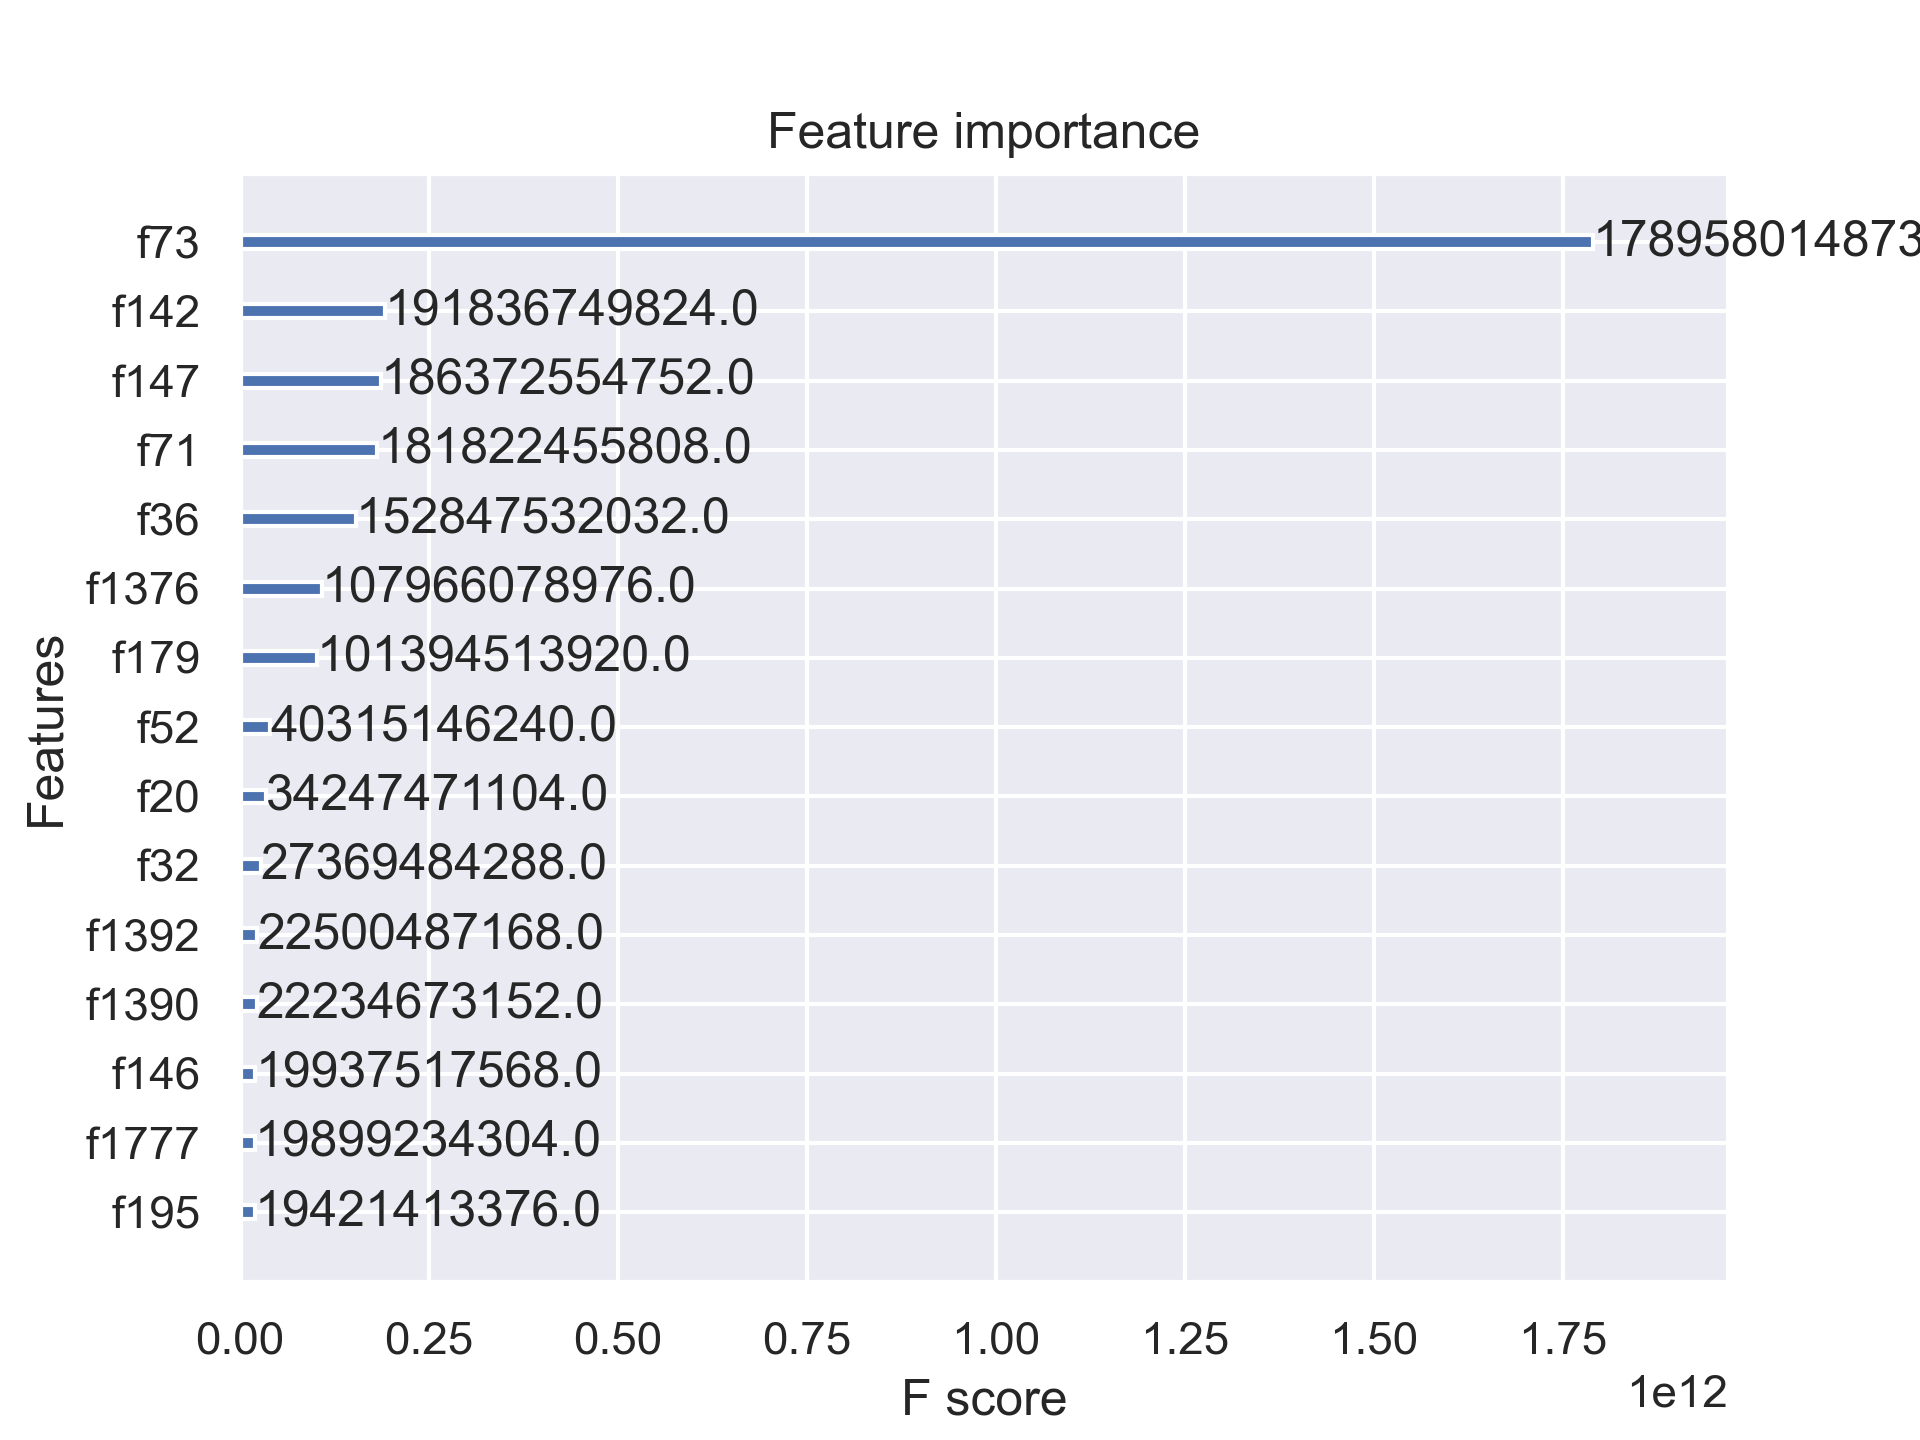 Feature importance
f73 178958014873
f142 191836749824.0
f147 186372554752.0
f71 181822455808.0
f36 152847532032.0
f1376 107966078976.0
f179 101394513920.0
f52 40315146240.0
f20 34247471104.0
f32 27369484288.0
f1392 22500487168.0
f1390 22234673152.0
f146 19937517568.0
f1777 19899234304.0
f195 19421413376.0
Features
0.00 0.25 0.50 0.75 1.00 1.25 1.50 1.75
1e12
F score